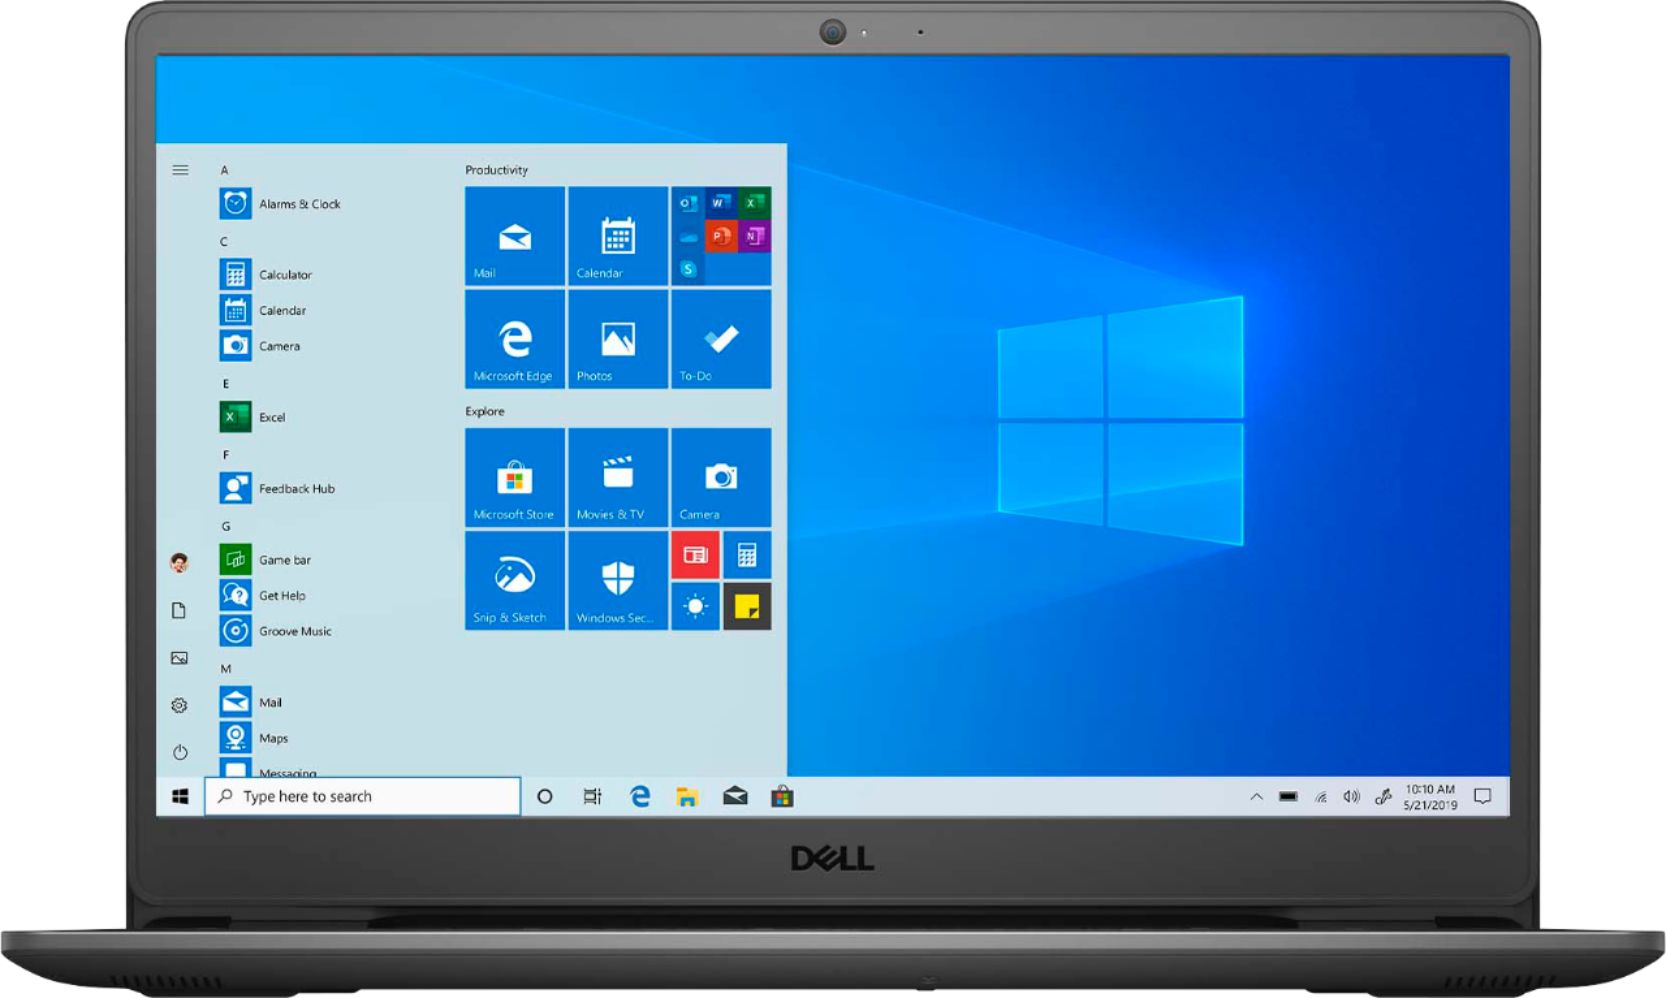 A
Alarms & Clock
C
Calculator
Calendar
Camera
E
Excel
F
Feedback Hub
G
Game bar
Get Help
Groove Music
M
Mail
Maps
Messaging
Productivity
Mail
Calendar
O
W
X
P
N
S
Microsoft Edge
Photos
To-Do
Explore
Microsoft Store
Movies & TV
Camera
Snip & Sketch
Windows Sec...
Type here to search
10:10 AM
5/21/2019
DELL